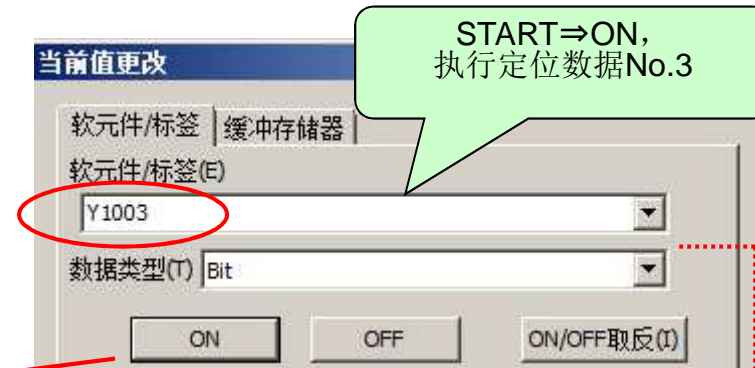 START⇒ON，
执行定位数据No.3
当前值更改
软元件/标签 缓冲存储器
软元件/标签(E)
Y1003
数据类型(T) Bit
ON OFF ON/OFF取反(I)